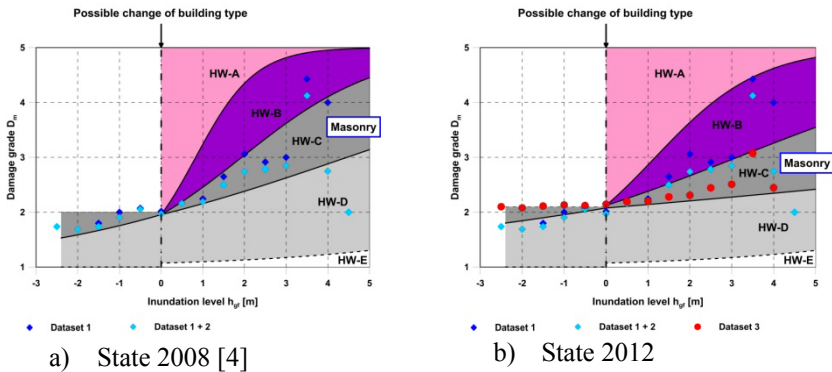 Possible change of building type
5
4
3
2
1
Damage grade Dm
HW-A
HW-B
HW-C
Masonry
HW-D
HW-E
-3 -2 -1 0 1 2 3 4 5
Inundation level hgf [m]
Dataset 1 Dataset 1 + 2
a) State 2008 [4]
Possible change of building type
5
4
3
2
1
Damage grade Dm
HW-A
HW-B
HW-C
Masonry
HW-D
HW-E
-3 -2 -1 0 1 2 3 4 5
Inundation level hgf [m]
Dataset 1 Dataset 1 + 2 Dataset 3
b) State 2012